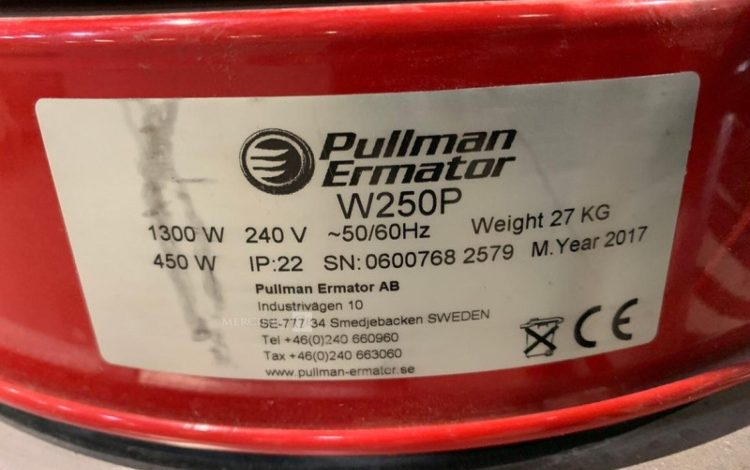 Pullman
Ermator
W250P
1300 W 240 V ~50/60Hz Weight 27 KG
450 W IP:22 SN: 0600768 2579 M.Year 2017
Pullman Ermator AB
Industrivägen 10
SE-777 34 Smedjebacken SWEDEN
Tel +46(0)240 660960
Tax +46(0)240 663060
www.pullman-ermator.se
CE